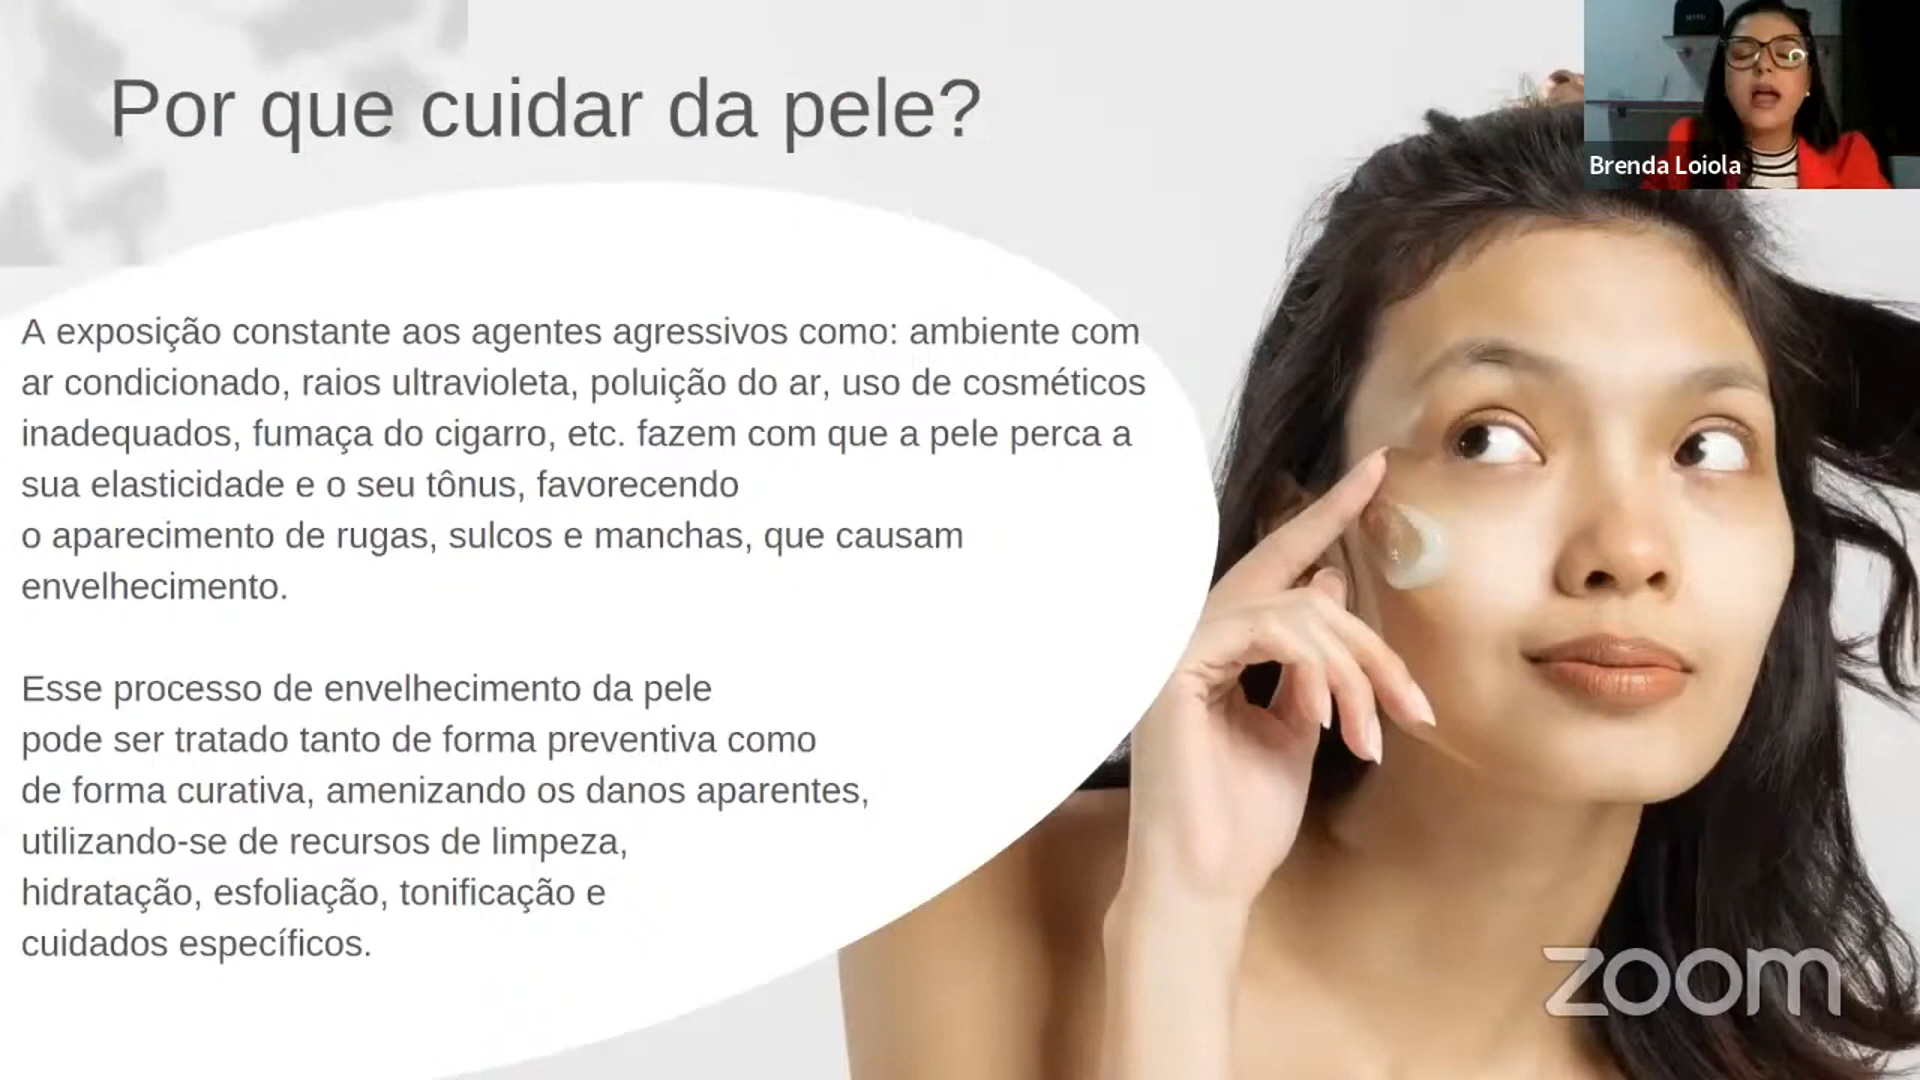 Por que cuidar da pele?
Brenda Loiola
A exposição constante aos agentes agressivos como: ambiente com
ar condicionado, raios ultravioleta, poluição do ar, uso de cosméticos
inadequados, fumaça do cigarro, etc. fazem com que a pele perca a
sua elasticidade e o seu tônus, favorecendo
o aparecimento de rugas, sulcos e manchas, que causam
envelhecimento.
Esse processo de envelhecimento da pele
pode ser tratado tanto de forma preventiva como
de forma curativa, amenizando os danos aparentes,
utilizando-se de recursos de limpeza,
hidratação, esfoliação, tonificação e
cuidados específicos.
zoom